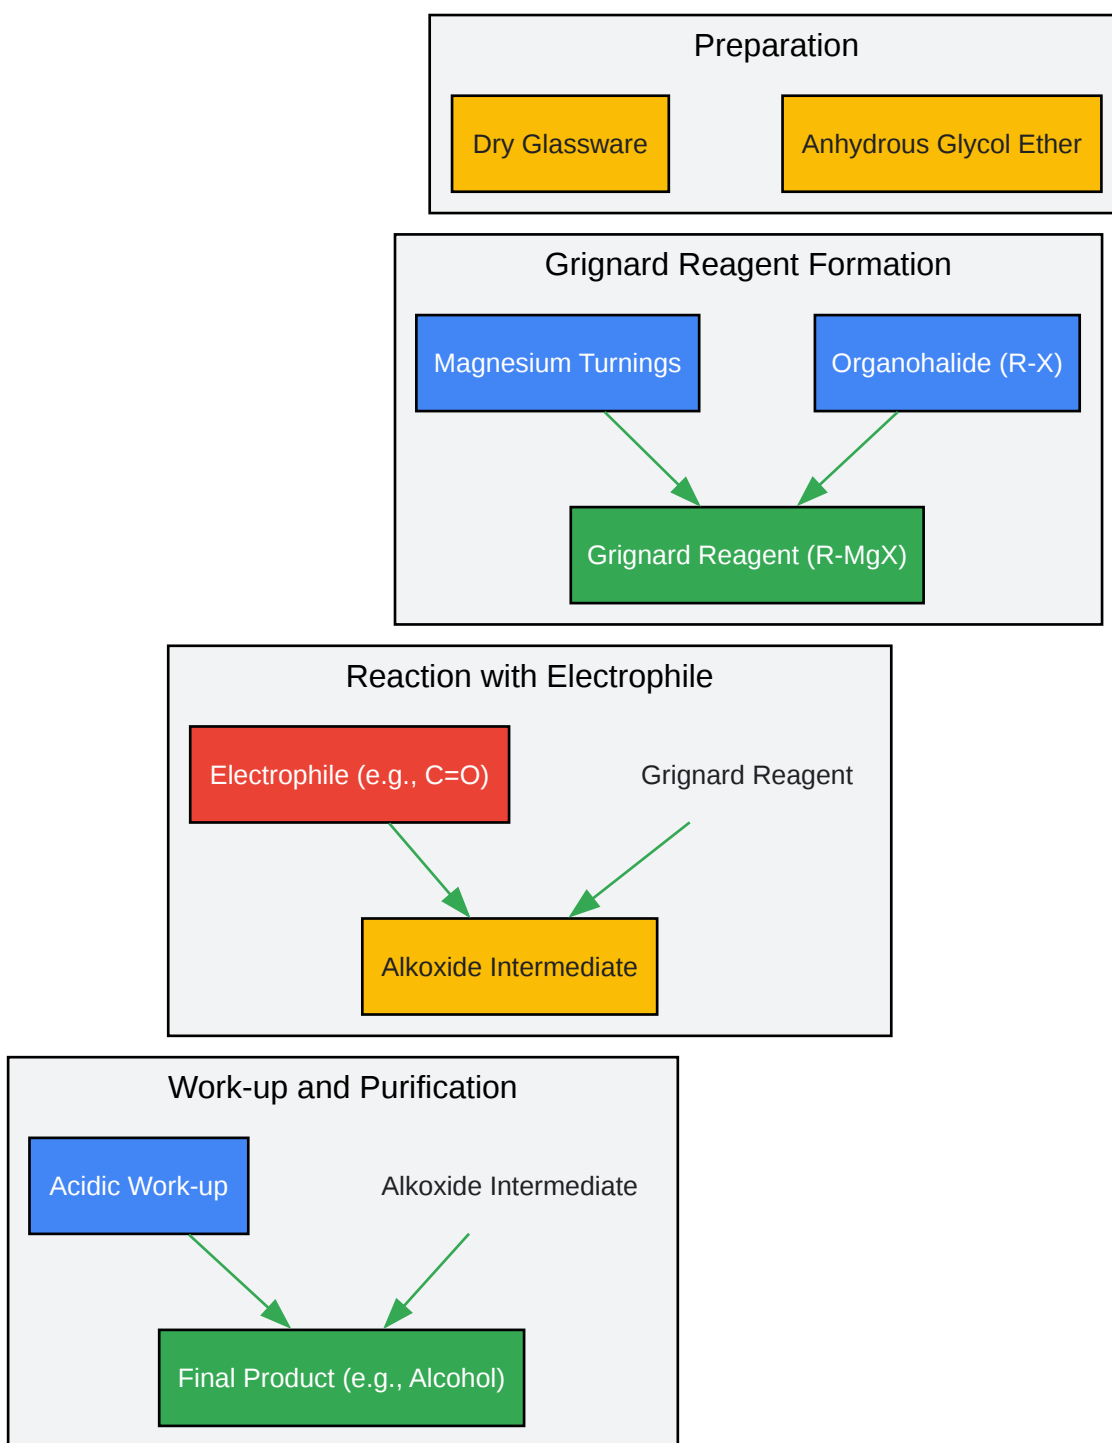 Preparation
Dry Glassware
Anhydrous Glycol Ether
Grignard Reagent Formation
Magnesium Turnings
Organohalide (R-X)
Grignard Reagent (R-MgX)
Reaction with Electrophile
Electrophile (e.g., C=O)
Grignard Reagent
Alkoxide Intermediate
Work-up and Purification
Acidic Work-up
Alkoxide Intermediate
Final Product (e.g., Alcohol)